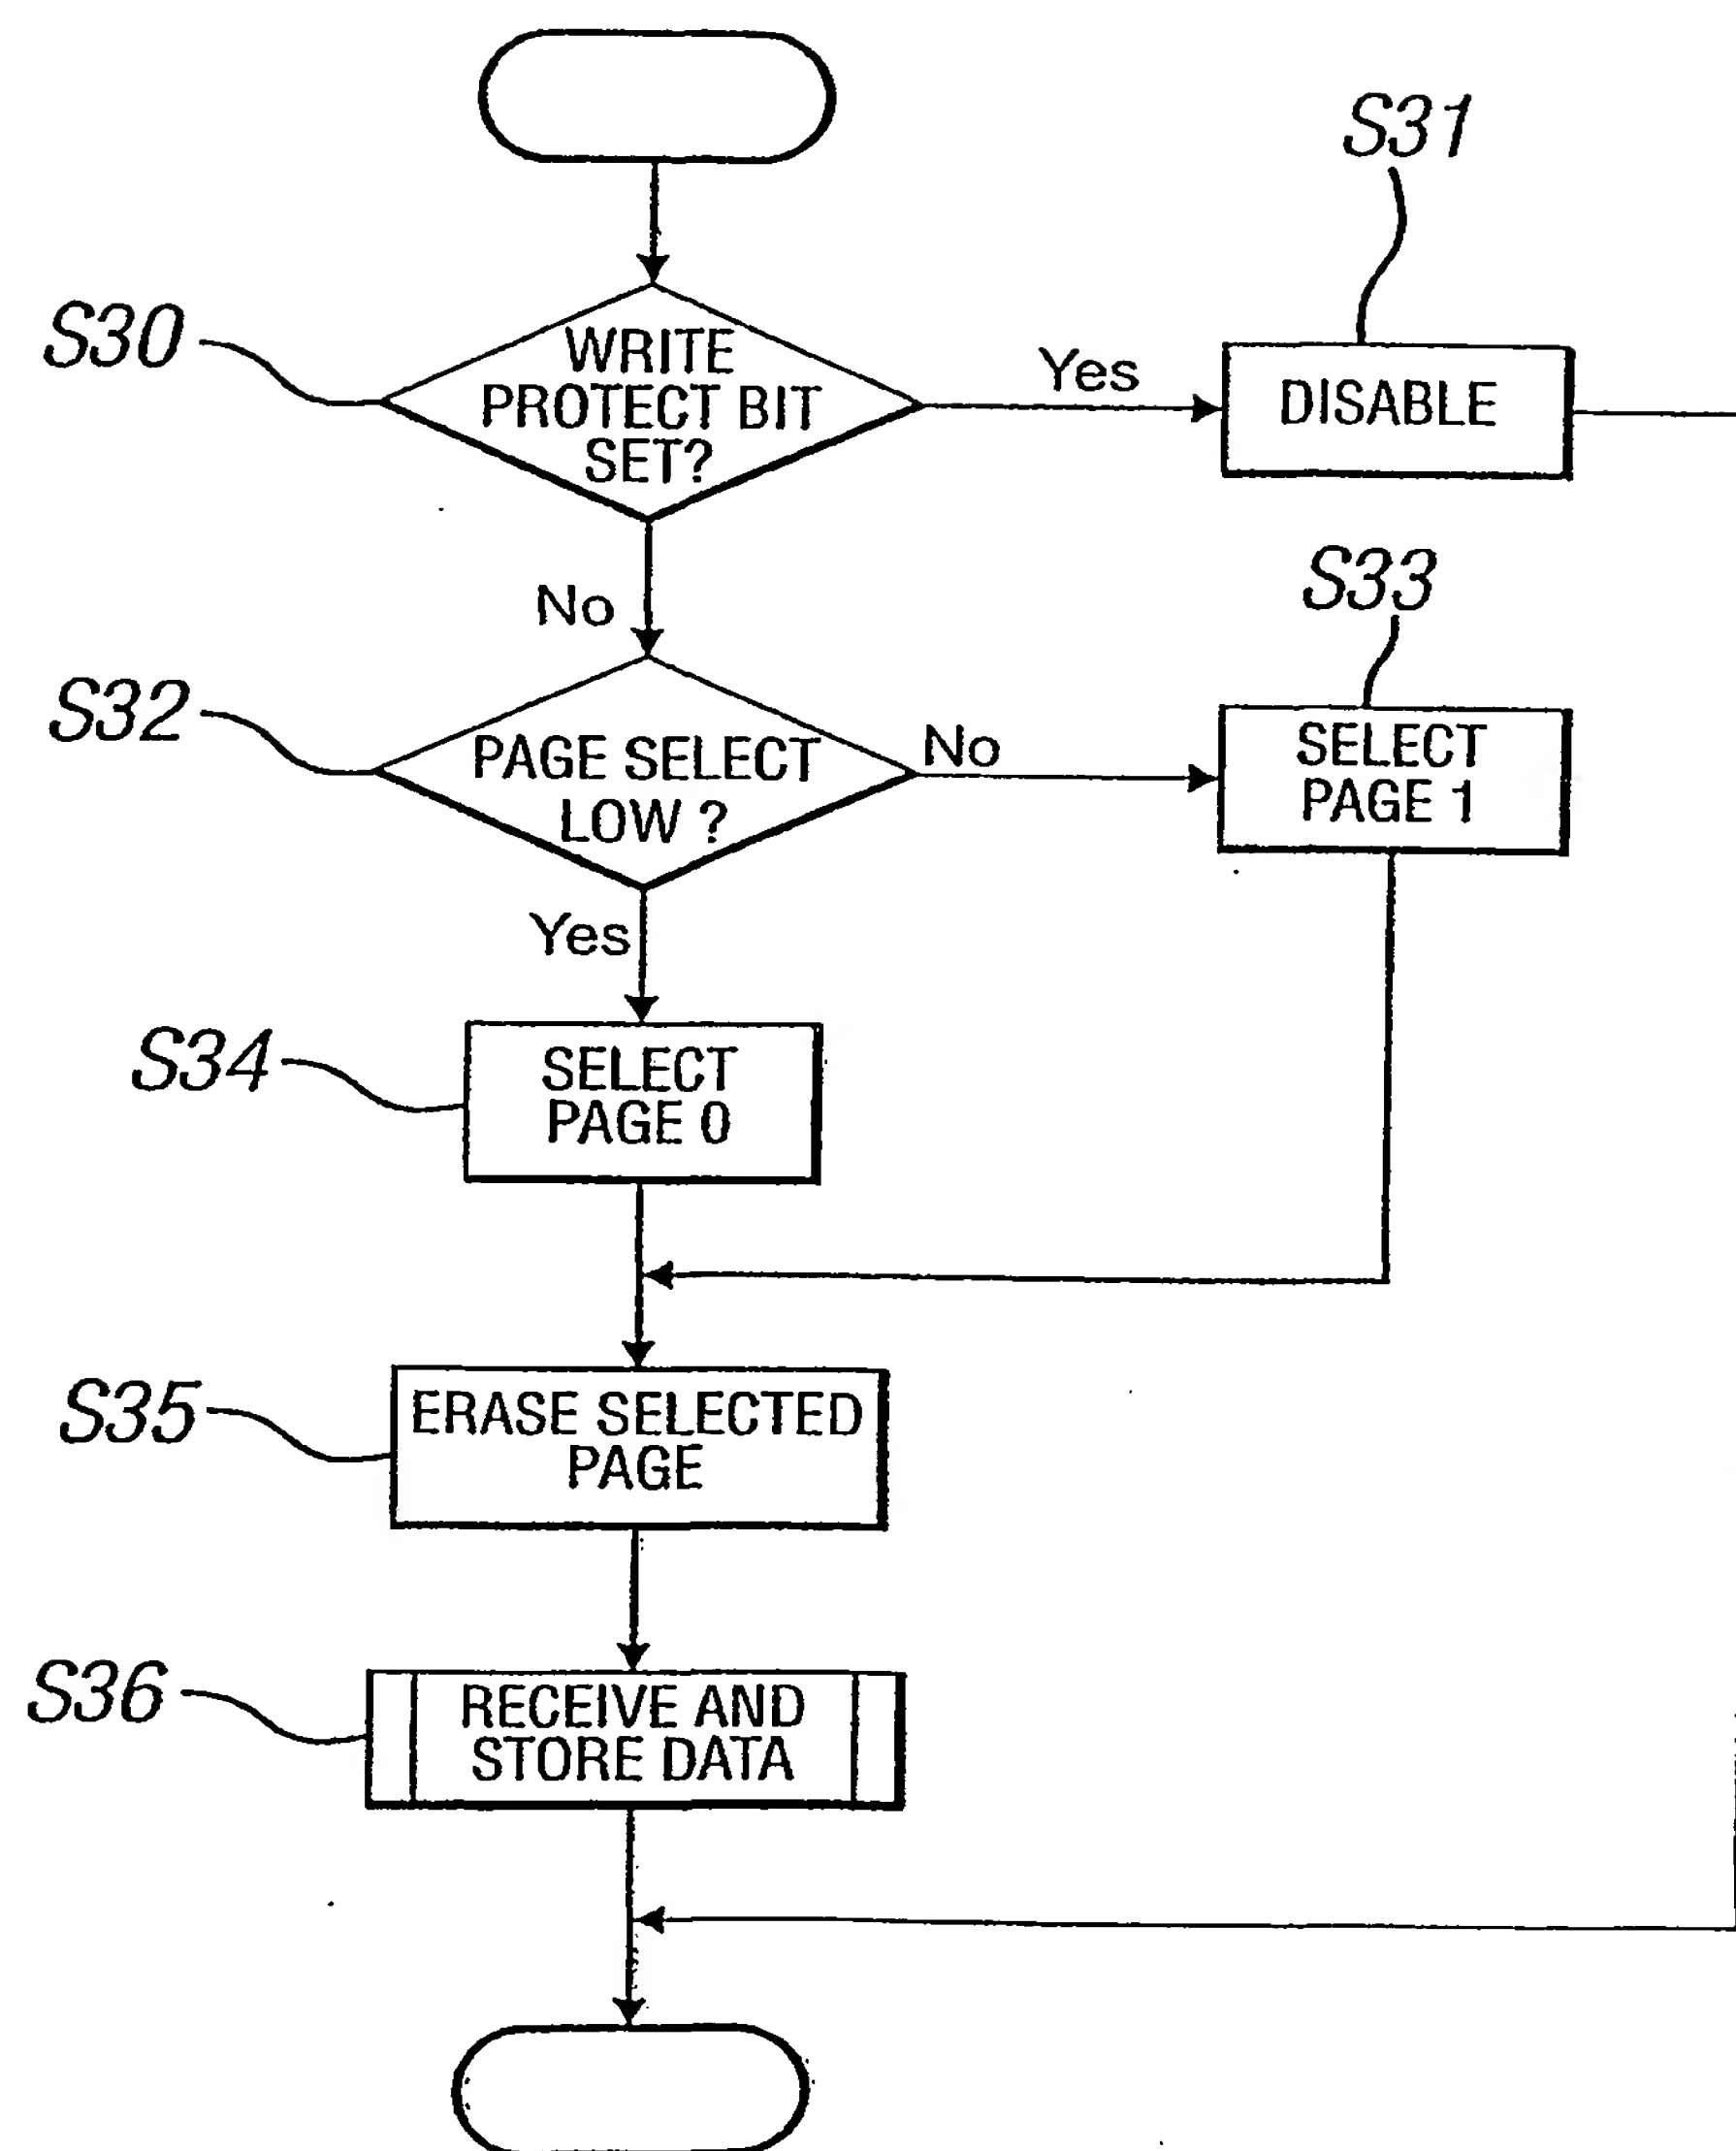 S31
S30
WRITE
PROTECT BIT
SET?
Yes
DISABLE
No
S33
S32
PAGE SELECT
LOW ?
No
SELECT
PAGE 1
Yes
S34
SELECT
PAGE 0
S35
ERASE SELECTED
PAGE
S36
RECEIVE AND
STORE DATA